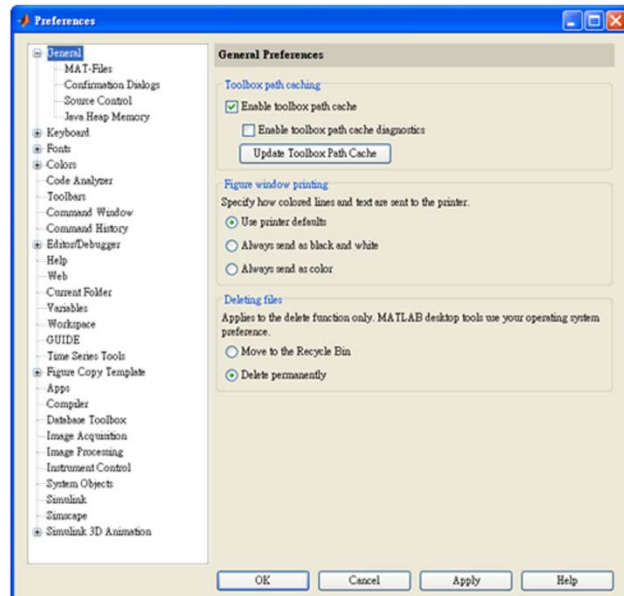 Preferences
General
MAT-Files
Confirmation Dialogs
Source Control
Java Heap Memory
Keyboard
Fonts
Colors
Code Analyzer
Toolbars
Command Window
Command History
Editor/Debugger
Help
Web
Current Folder
Variables
Workspace
GUIDE
Time Series Tools
Figure Copy Template
Apps
Compiler
Database Toolbox
Image Acquisition
Image Processing
Instrument Control
System Objects
Simulink
Simscape
Simulink 3D Animation
General Preferences
Toolbox path caching
Enable toolbox path cache
Enable toolbox path cache diagnostics
Update Toolbox Path Cache
Figure window printing
Specify how colored lines and text are sent to the printer.
Use printer defaults
Always send as black and white
Always send as color
Deleting files
Applies to the delete function only. MATLAB desktop tools use your operating system
preference.
Move to the Recycle Bin
Delete permanently
OK
Cancel
Apply
Help